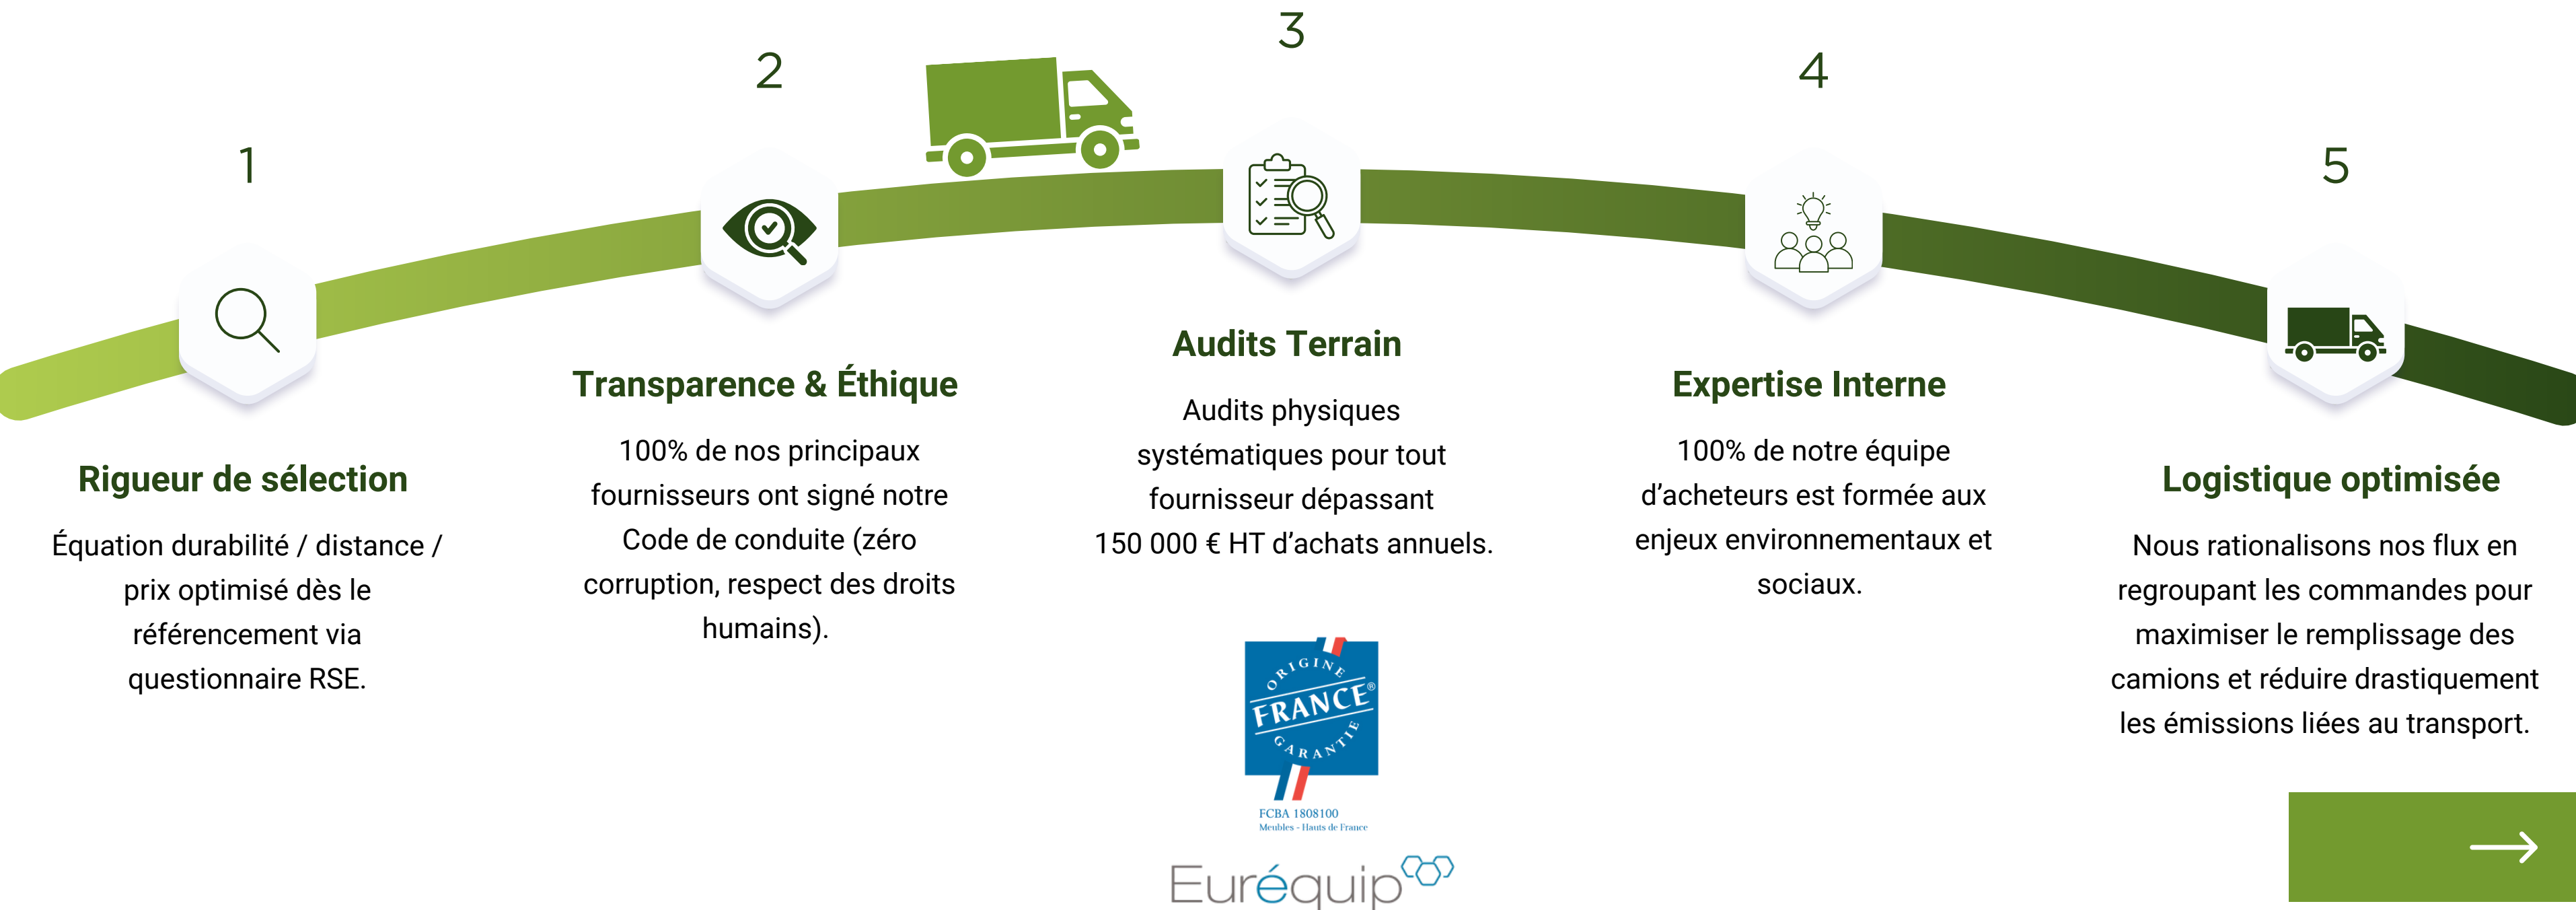 1
Rigueur de sélection
Équation durabilité / distance /
prix optimisé dès le
référencement via
questionnaire RSE.
2
Transparence & Éthique
100% de nos principaux
fournisseurs ont signé notre
Code de conduite (zéro
corruption, respect des droits
humains).
3
Audits Terrain
Audits physiques
systématiques pour tout
fournisseur dépassant
150 000 € HT d’achats annuels.
ORIGINE
FRANCE®
GARANTIE
FCBA 1808100
Meubles - Hauts de France
Euréquip
4
Expertise Interne
100% de notre équipe
d’acheteurs est formée aux
enjeux environnementaux et
sociaux.
5
Logistique optimisée
Nous rationalisons nos flux en
regroupant les commandes pour
maximiser le remplissage des
camions et réduire drastiquement
les émissions liées au transport.